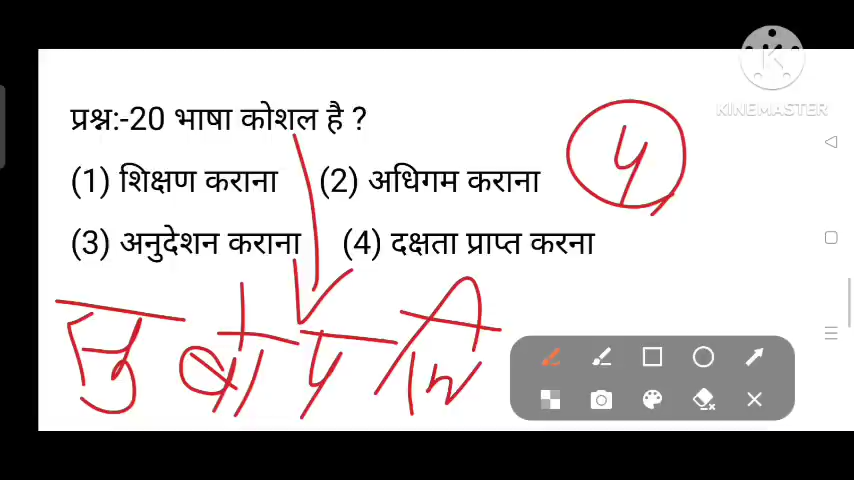 KINEMASTER
प्रश्न:-20 भाषा कोशल है ?
(1) शिक्षण कराना (2) अधिगम कराना
(3) अनुदेशन कराना (4) दक्षता प्राप्त करना